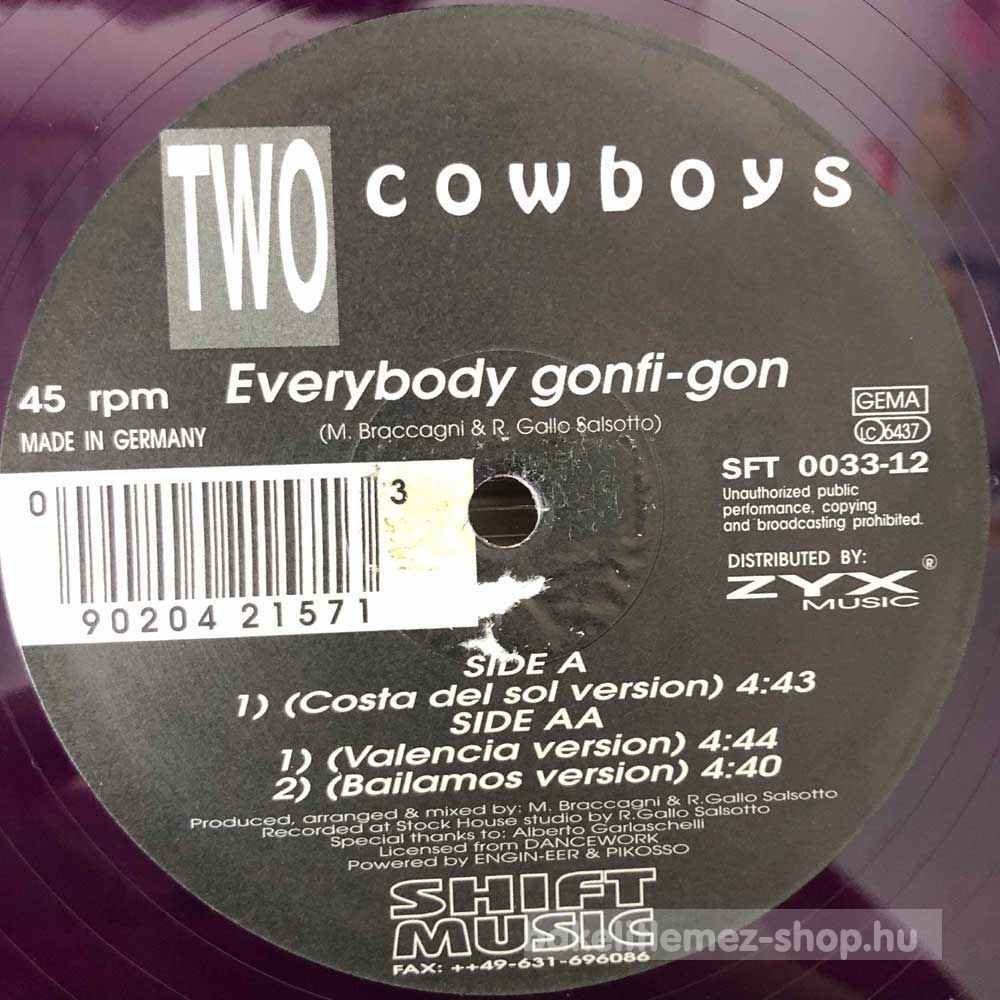 TWO cowboys
Everybody gonfi-gon
45 rpm
MADE IN GERMANY
(M. Braccagni & R. Gallo Salsotto)
GEMA
LC 6437
SFT 0033-12
Unauthorized public
performance, copying
and broadcasting prohibited.
DISTRIBUTED BY:
ZYX®
MUSIC
0 3
90204 21571
SIDE A
1) (Costa del sol version) 4:43
SIDE AA
1) (Valencia version) 4:44
2) (Bailamos version) 4:40
Produced, arranged & mixed by: M. Braccagni & R.Gallo Salsotto
Recorded at Stock House studio by R.Gallo Salsotto
Special thanks to: Alberto Garlaschelli
Licensed from DANCEWORK
Powered by ENGIN-EER & PIKOSSO
SHIFT
MUSIC
FAX: ++49-631-696086